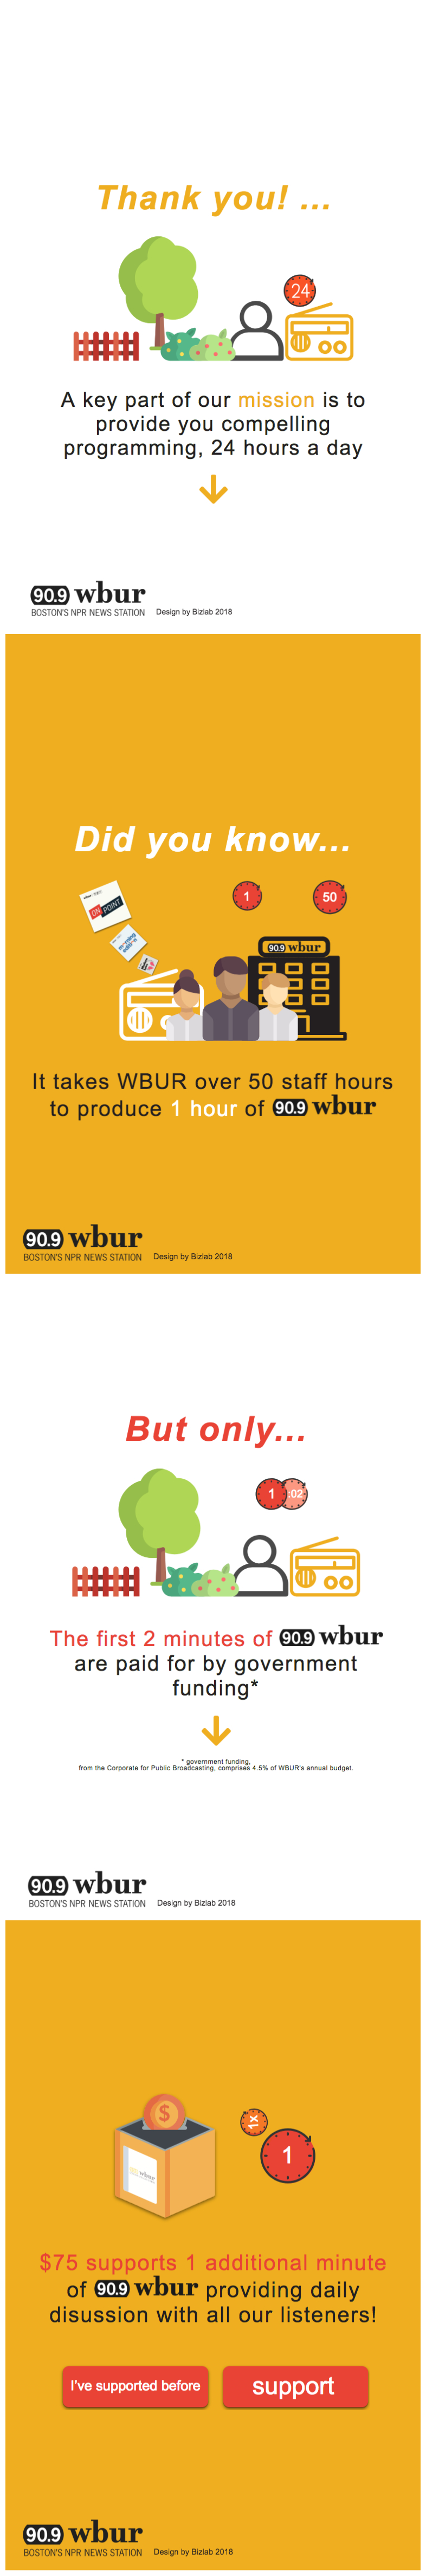 Thank you! ...
24
A key part of our mission is to
provide you compelling
programming, 24 hours a day
90.9 wbur
BOSTON'S NPR NEWS STATION Design by Bizlab 2018
Did you know...
1 50
ON POINT
90.9 wbur
It takes WBUR over 50 staff hours
to produce 1 hour of 90.9 wbur
90.9 wbur
BOSTON'S NPR NEWS STATION Design by Bizlab 2018
But only...
1 :02
The first 2 minutes of 90.9 wbur
are paid for by government
funding*
* government funding,
from the Corporate for Public Broadcasting, comprises 4.5% of WBUR's annual budget.
90.9 wbur
BOSTON'S NPR NEWS STATION Design by Bizlab 2018
$
1X
1
wbur
$75 supports 1 additional minute
of 90.9 wbur providing daily
disussion with all our listeners!
I've supported before support
90.9 wbur
BOSTON'S NPR NEWS STATION Design by Bizlab 2018